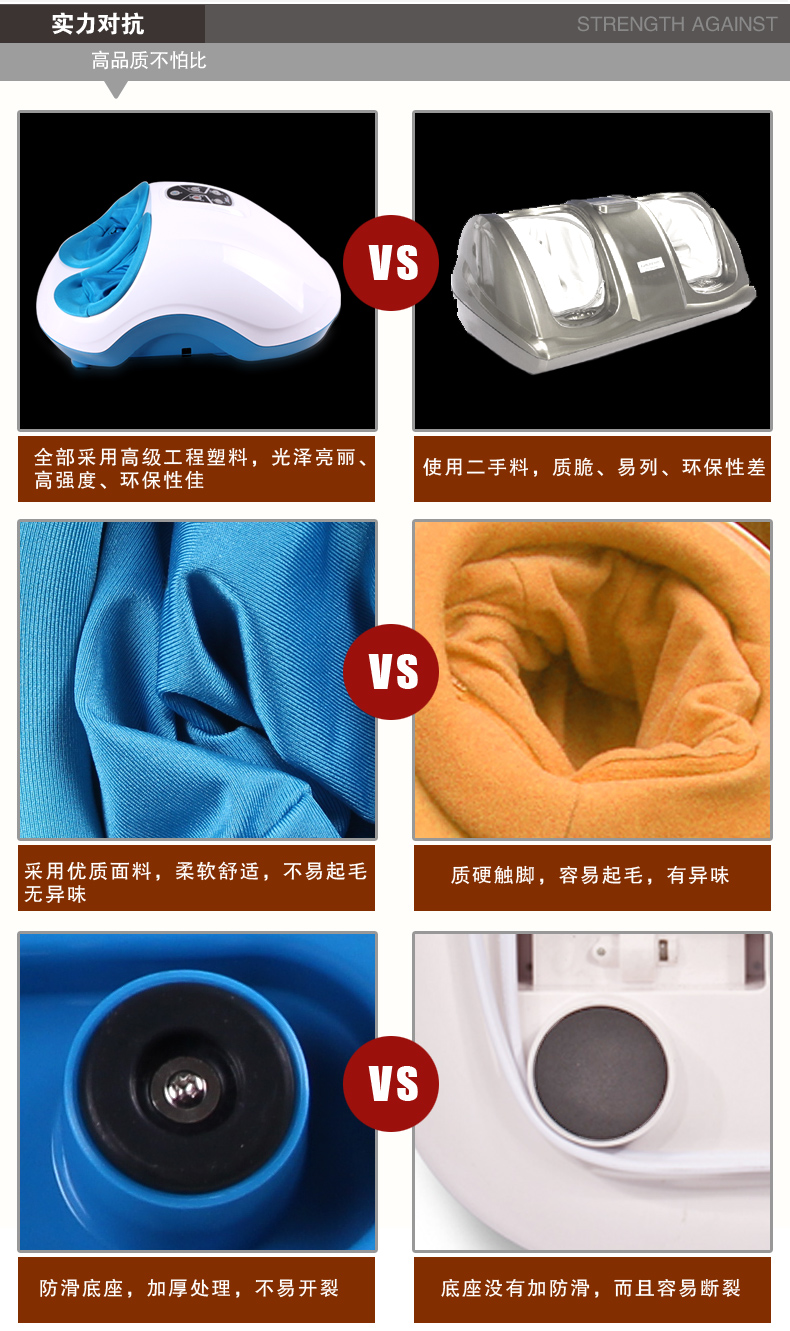 实力对抗
STRENGTH AGAINST
高品质不怕比
VS
全部采用高级工程塑料，光泽亮丽、
高强度、环保性佳
使用二手料，质脆、易列、环保性差
VS
采用优质面料，柔软舒适，不易起毛
无异味
质硬触脚，容易起毛，有异味
VS
防滑底座，加厚处理，不易开裂
底座没有加防滑，而且容易断裂